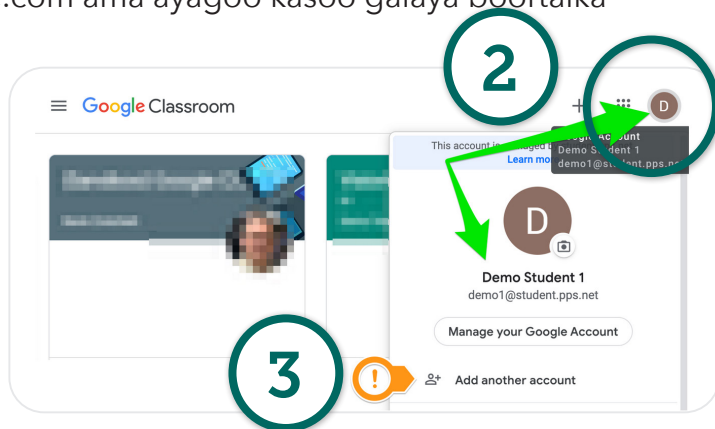 .com ama ayagoo kasoo galaya boortalka
2
Google Classroom
D
Google Account
Demo Student 1
demo1@student.pps.net
This account is managed
Learn more
D
Demo Student 1
demo1@student.pps.net
Manage your Google Account
3
!
Add another account